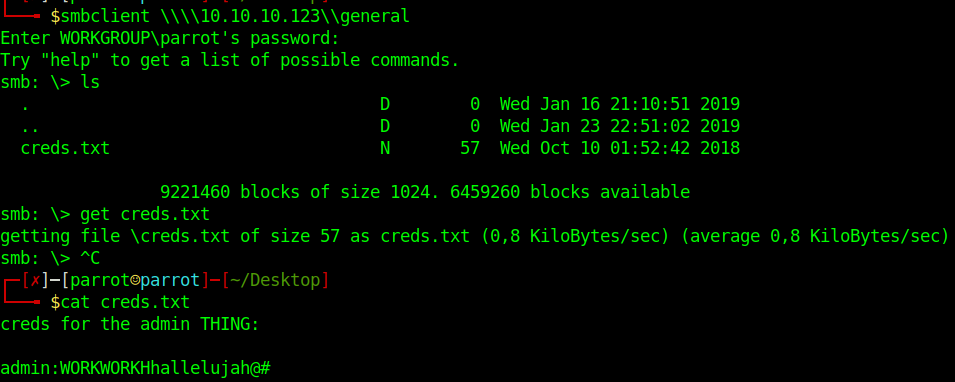 $smbclient \\\\10.10.10.123\\general
Enter WORKGROUP\parrot's password:
Try "help" to get a list of possible commands.
smb: \> ls
. D 0 Wed Jan 16 21:10:51 2019
.. D 0 Wed Jan 23 22:51:02 2019
creds.txt N 57 Wed Oct 10 01:52:42 2018
9221460 blocks of size 1024. 6459260 blocks available
smb: \> get creds.txt
getting file \creds.txt of size 57 as creds.txt (0,8 KiloBytes/sec) (average 0,8 KiloBytes/sec)
smb: \> ^C
┌─[✗]─[parrot☺parrot]─[~/Desktop]
└──╼ $cat creds.txt
creds for the admin THING:
admin:WORKWORKHhallelujah@#